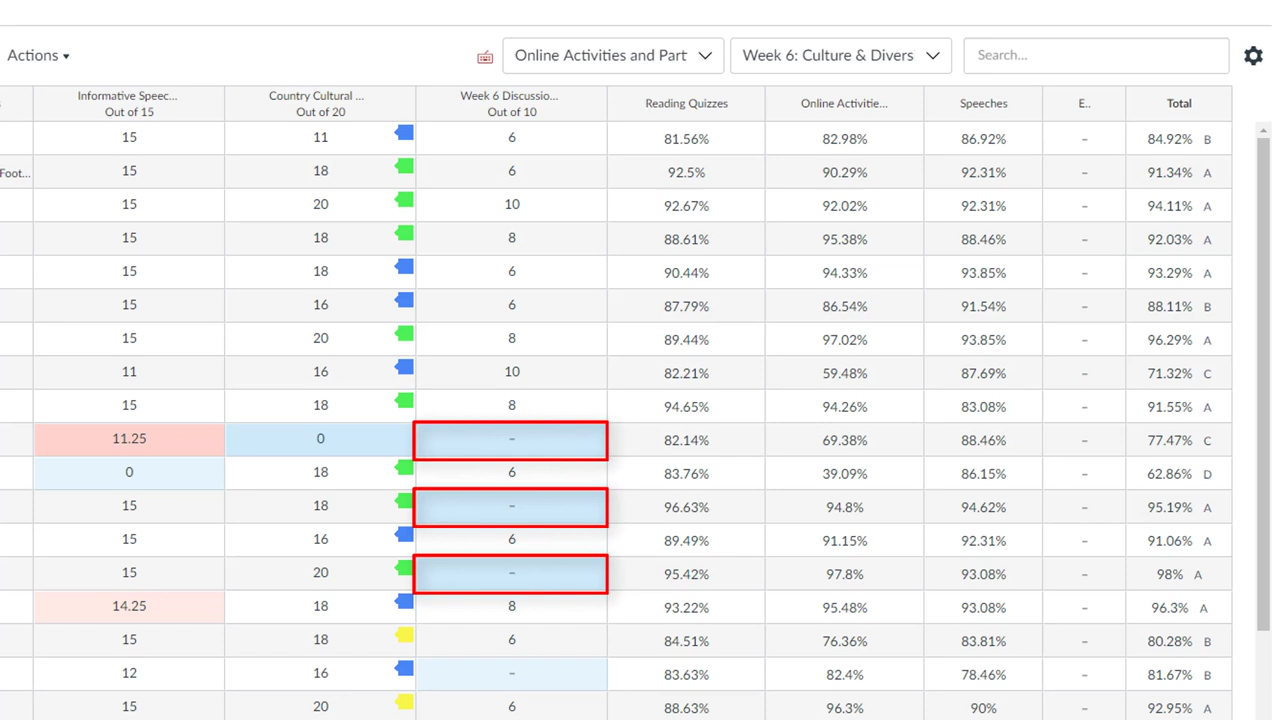 Actions
Online Activities and Part
Week 6: Culture & Divers
Search...
Informative Speec... Out of 15
Country Cultural ... Out of 20
Week 6 Discussio... Out of 10
Reading Quizzes
Online Activitie...
Speeches
E..
Total
15 11 6 81.56% 82.98% 86.92% – 84.92% B
Foot... 15 18 6 92.5% 90.29% 92.31% – 91.34% A
15 20 10 92.67% 92.02% 92.31% – 94.11% A
15 18 8 88.61% 95.38% 88.46% – 92.03% A
15 18 6 90.44% 94.33% 93.85% – 93.29% A
15 16 6 87.79% 86.54% 91.54% – 88.11% B
15 20 8 89.44% 97.02% 93.85% – 96.29% A
11 16 10 82.21% 59.48% 87.69% – 71.32% C
15 18 8 94.65% 94.26% 83.08% – 91.55% A
11.25 0 – 82.14% 69.38% 88.46% – 77.47% C
0 18 6 83.76% 39.09% 86.15% – 62.86% D
15 18 – 96.63% 94.8% 94.62% – 95.19% A
15 16 6 89.49% 91.15% 92.31% – 91.06% A
15 20 – 95.42% 97.8% 93.08% – 98% A
14.25 18 8 93.22% 95.48% 93.08% – 96.3% A
15 18 6 84.51% 76.36% 83.81% – 80.28% B
12 16 – 83.63% 82.4% 78.46% – 81.67% B
15 20 6 88.63% 96.3% 90% – 92.95% A